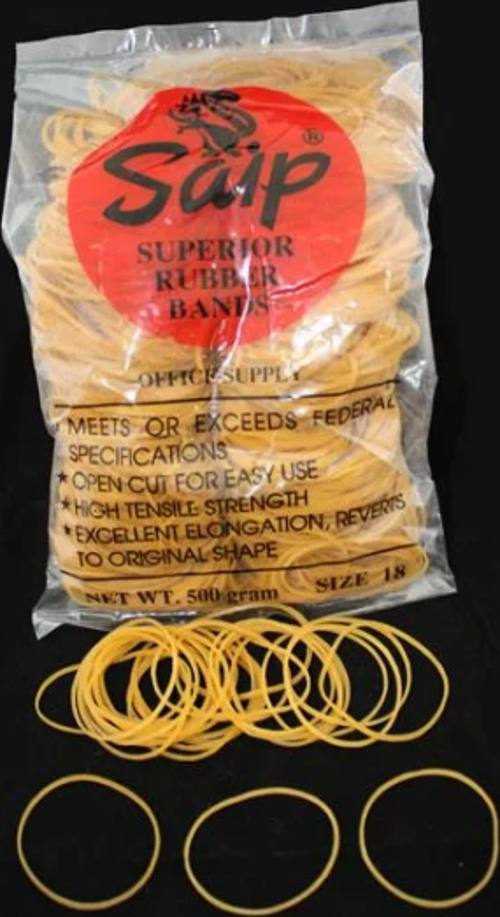 Saip ®
SUPERIOR
RUBBER
BANDS
OFFICE SUPPLY
MEETS OR EXCEEDS FEDERAL
SPECIFICATIONS
★ OPEN CUT FOR EASY USE
★ HIGH TENSILE STRENGTH
★ EXCELLENT ELONGATION, REVERTS
TO ORIGINAL SHAPE
NET WT. 500 gram SIZE 18